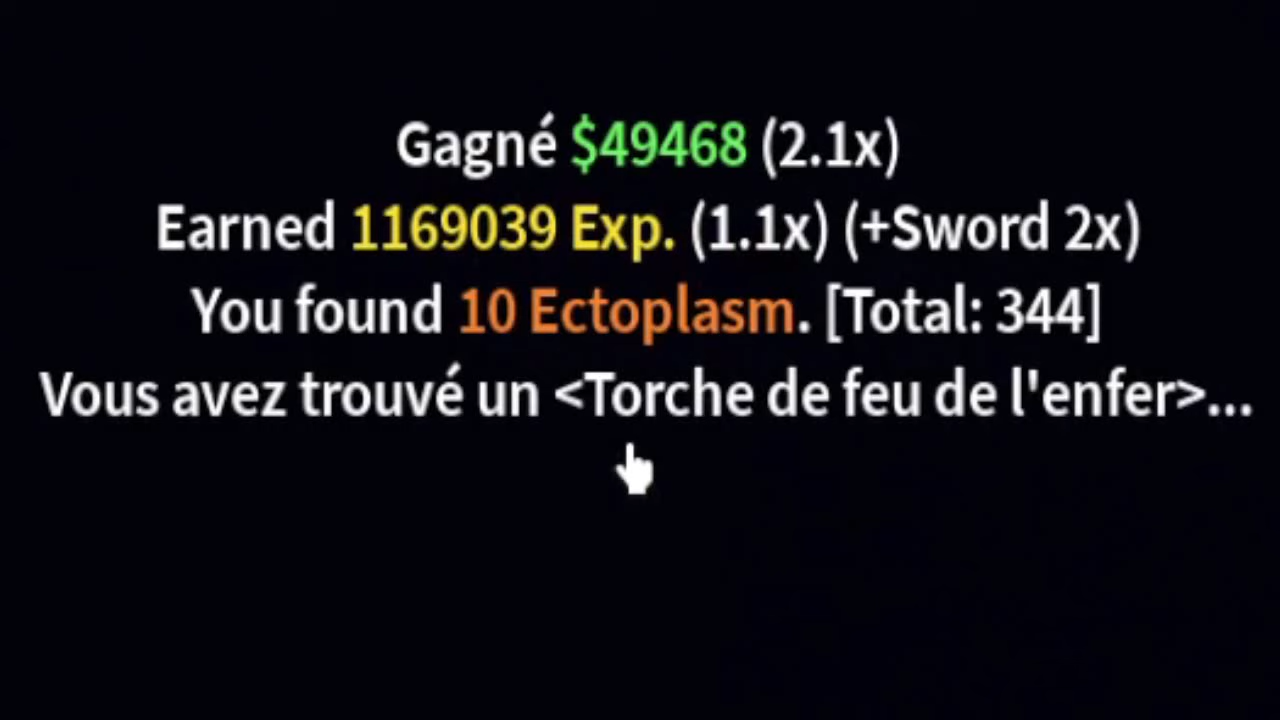 Gagné $49468 (2.1x)
Earned 1169039 Exp. (1.1x) (+Sword 2x)
You found 10 Ectoplasm. [Total: 344]
Vous avez trouvé un <Torche de feu de l'enfer>...